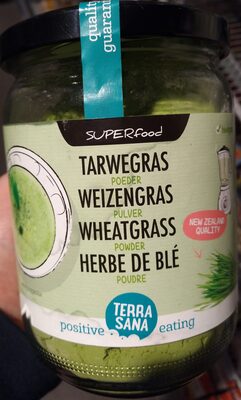 quality
guarant
SUPERfood
TARWEGRAS
POEDER
WEIZENGRAS
PULVER
WHEATGRASS
POWDER
HERBE DE BLÉ
POUDRE
NEW ZEALAND
QUALITY
TERRA
SANA
positive eating